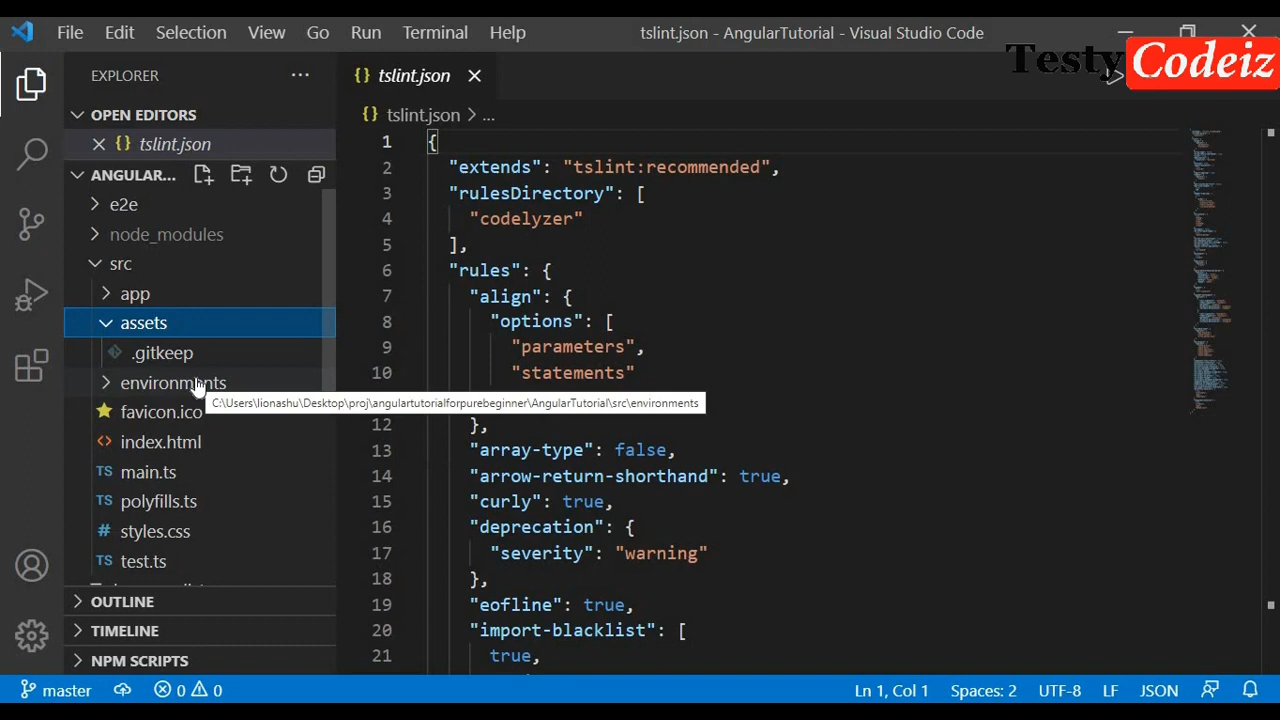 File Edit Selection View Go Run Terminal Help
tslint.json - AngularTutorial - Visual Studio Code
Testy Codeiz
EXPLORER
OPEN EDITORS
{} tslint.json
ANGULAR...
e2e
node_modules
src
app
assets
.gitkeep
environments
C:\Users\lionashu\Desktop\proj\angulartutorialforpurebeginer\AngularTutorial\src\environments
favicon.ico
<> index.html
TS main.ts
TS polyfills.ts
# styles.css
TS test.ts
OUTLINE
TIMELINE
NPM SCRIPTS
{} tslint.json
{} tslint.json > ...
1 {
2 "extends": "tslint:recommended",
3 "rulesDirectory": [
4 "codelyzer"
5 ],
6 "rules": {
7 "align": {
8 "options": [
9 "parameters",
10 "statements"
12 },
13 "array-type": false,
14 "arrow-return-shorthand": true,
15 "curly": true,
16 "deprecation": {
17 "severity": "warning"
18 },
19 "eofline": true,
20 "import-blacklist": [
21 true,
master 0 0
Ln 1, Col 1 Spaces: 2 UTF-8 LF JSON